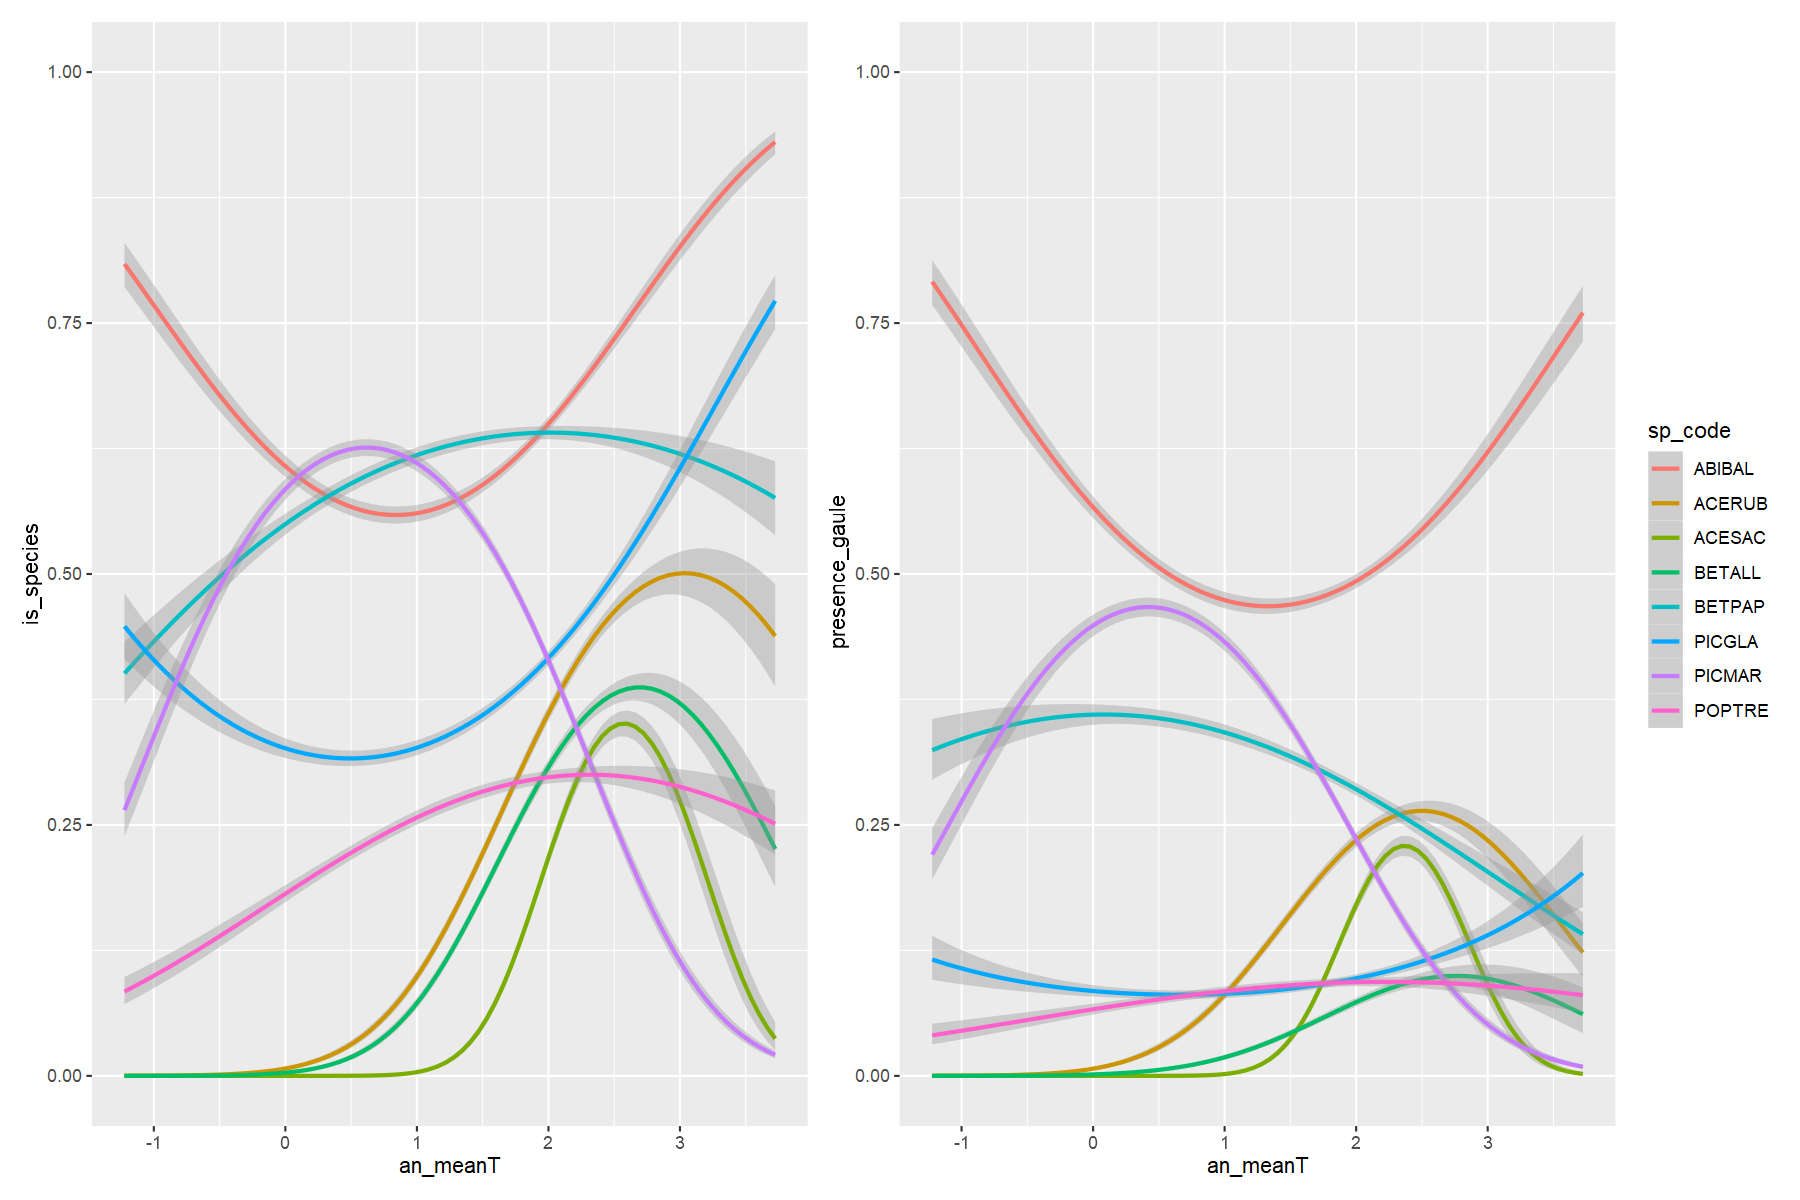 is_species
1.00
0.75
0.50
0.25
0.00
-1
0
1
2
3
an_meanT
presence_gaule
1.00
0.75
0.50
0.25
0.00
-1
0
1
2
3
an_meanT
sp_code
ABIBAL
ACERUB
ACESAC
BETALL
BETPAP
PICGLA
PICMAR
POPTRE